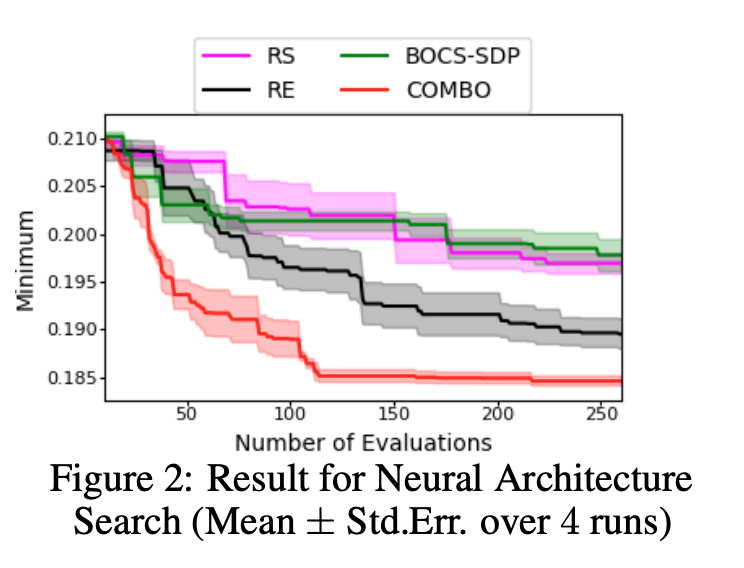 RS BOCS-SDP
RE COMBO
0.210
0.205
0.200
0.195
0.190
0.185
Minimum
50 100 150 200 250
Number of Evaluations
Figure 2: Result for Neural Architecture
Search (Mean ± Std.Err. over 4 runs)